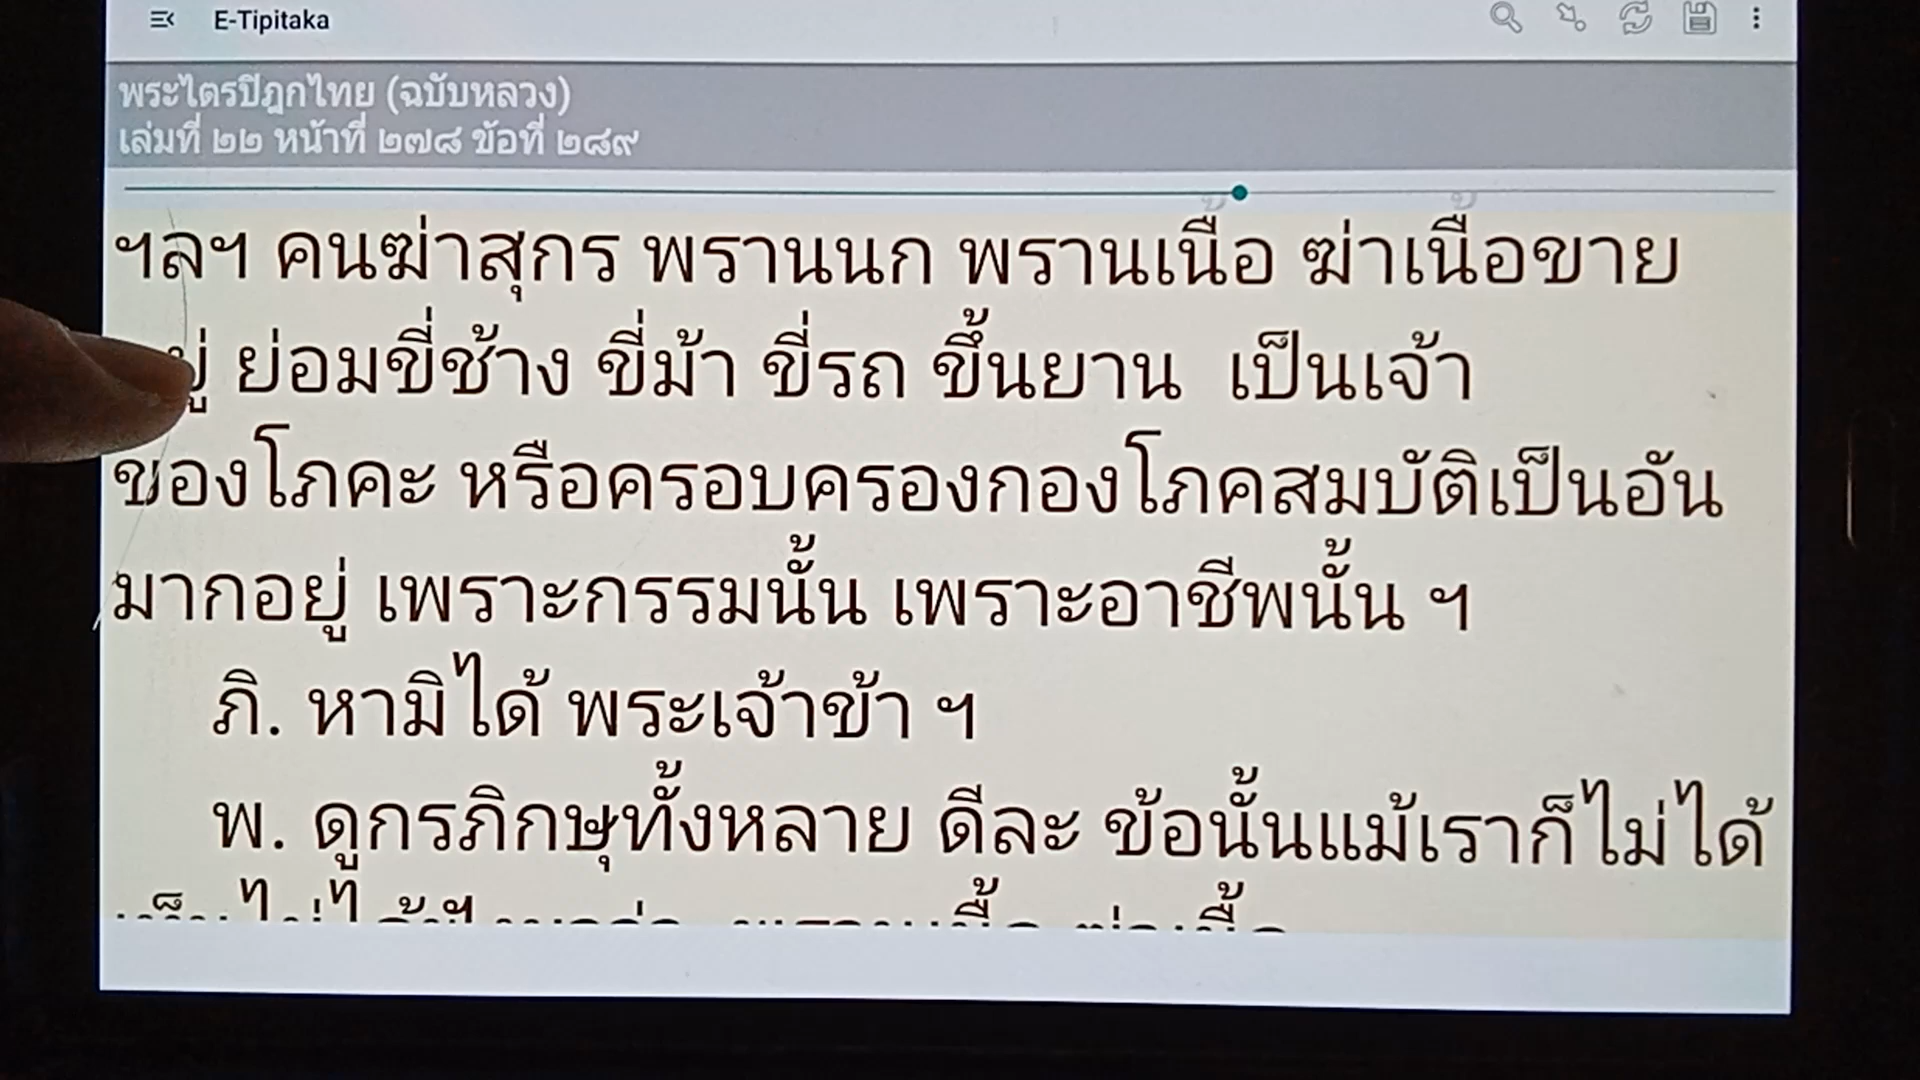 E-Tipitaka
พระไตรปิฎกไทย (ฉบับหลวง)
เล่มที่ ๒๒ หน้าที่ ๒๗๘ ข้อที่ ๒๘๙
ฯลฯ คนฆ่าสุกร พรานนก พรานเนื้อ ฆ่าเนื้อขาย
ย่อมขี่ช้าง ขี่ม้า ขี่รถ ขึ้นยาน เป็นเจ้า
ของโภคะ หรือครอบครองกองโภคสมบัติเป็นอัน
มากอยู่ เพราะกรรมนั้น เพราะอาชีพนั้น ฯ
ภิ. หามิได้ พระเจ้าข้า ฯ
พ. ดูกรภิกษุทั้งหลาย ดีละ ข้อนั้นแม้เราก็ไม่ได้